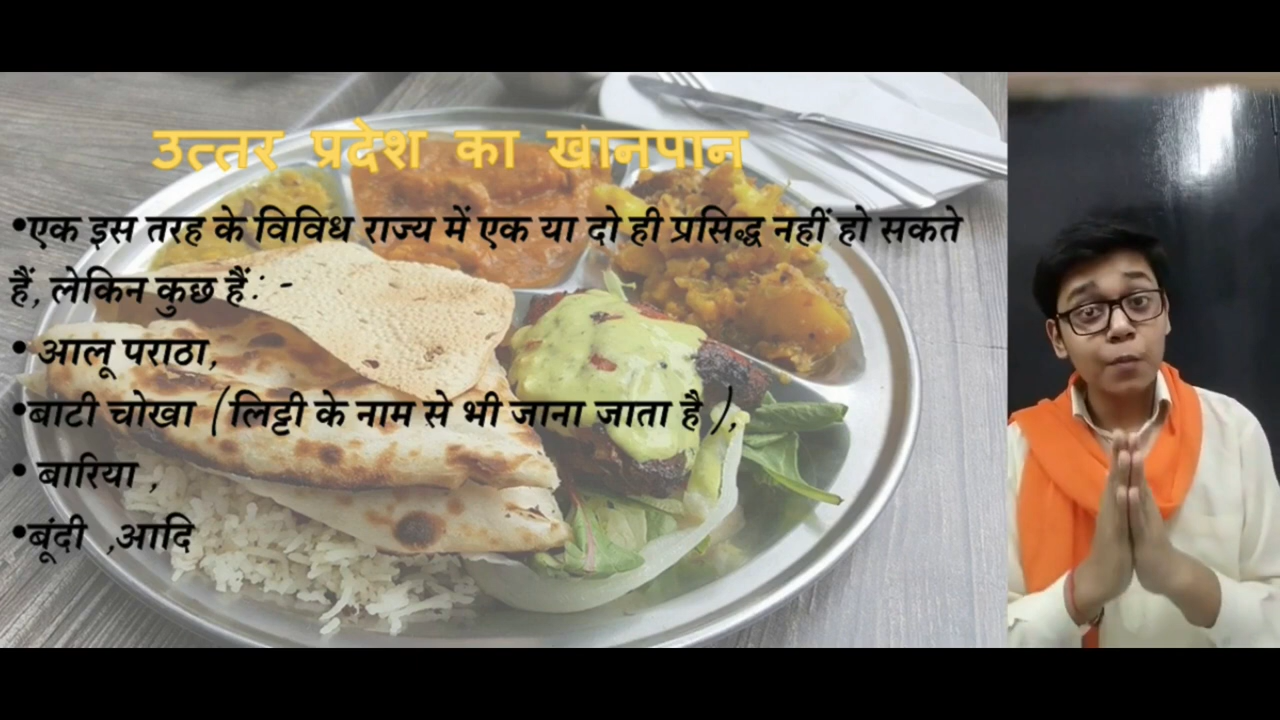 उत्तर प्रदेश का खानपान
•एक इस तरह के विविध राज्य में एक या दो ही प्रसिद्ध नहीं हो सकते
हैं, लेकिन कुछ हैं: -
• आलू पराठा,
•बाटी चोखा (लिट्टी के नाम से भी जाना जाता है ),
• बारिया ,
•बूंदी ,आदि